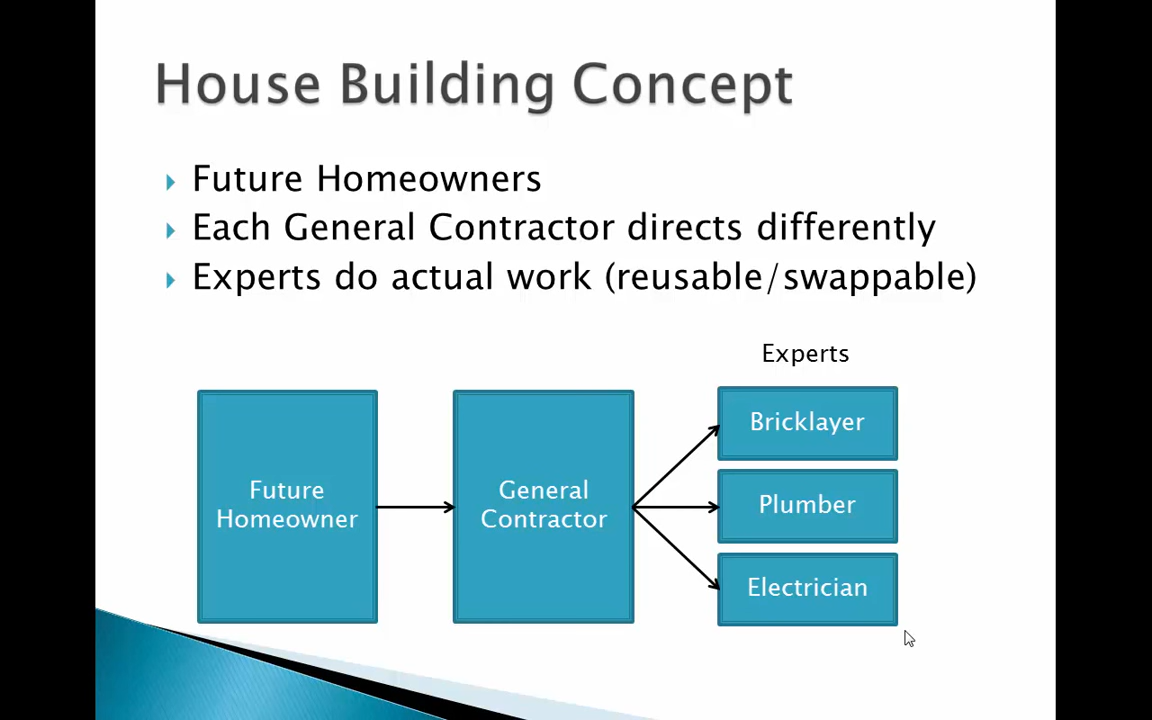 House Building Concept
Future Homeowners
Each General Contractor directs differently
Experts do actual work (reusable/swappable)
Experts
Future
Homeowner
General
Contractor
Bricklayer
Plumber
Electrician